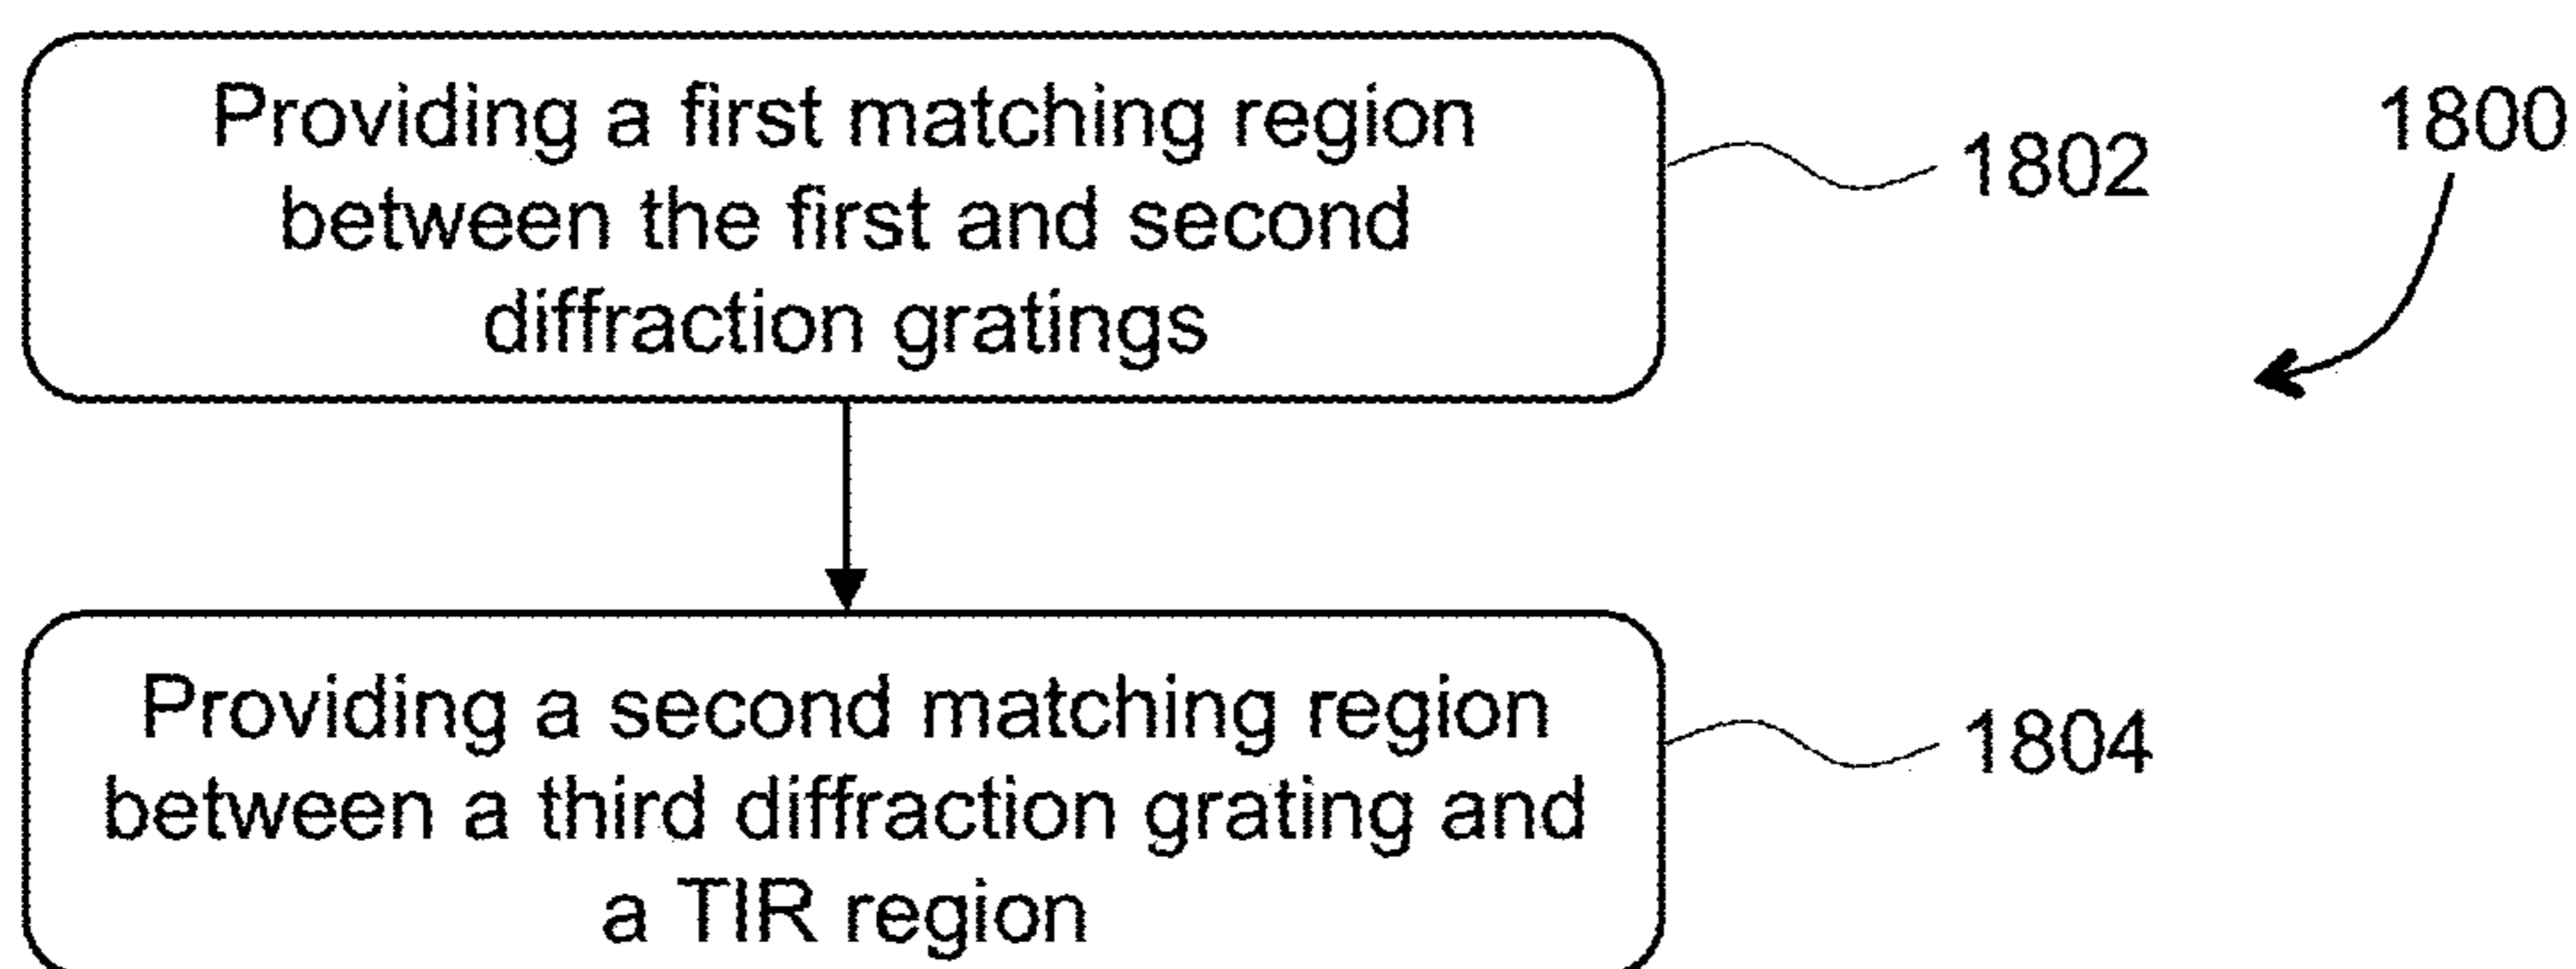 Providing a first matching region
between the first and second
diffraction gratings
1802
1800
Providing a second matching region
between a third diffraction grating and
a TIR region
1804